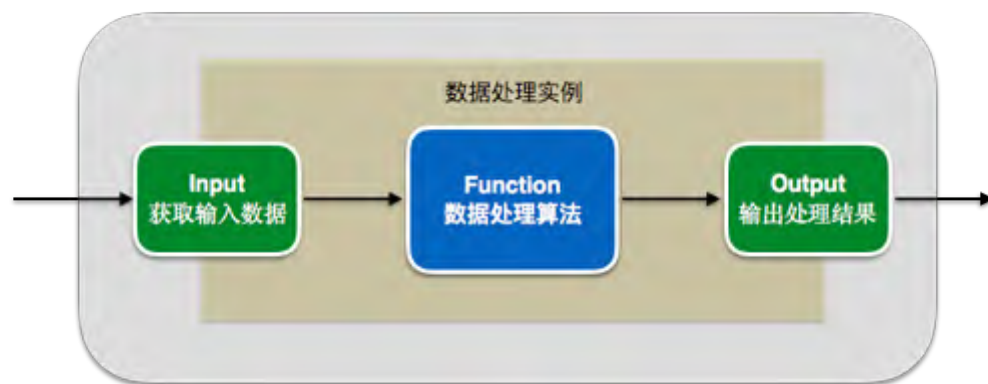 数据处理实例
Input
获取输入数据
Function
数据处理算法
Output
输出处理结果